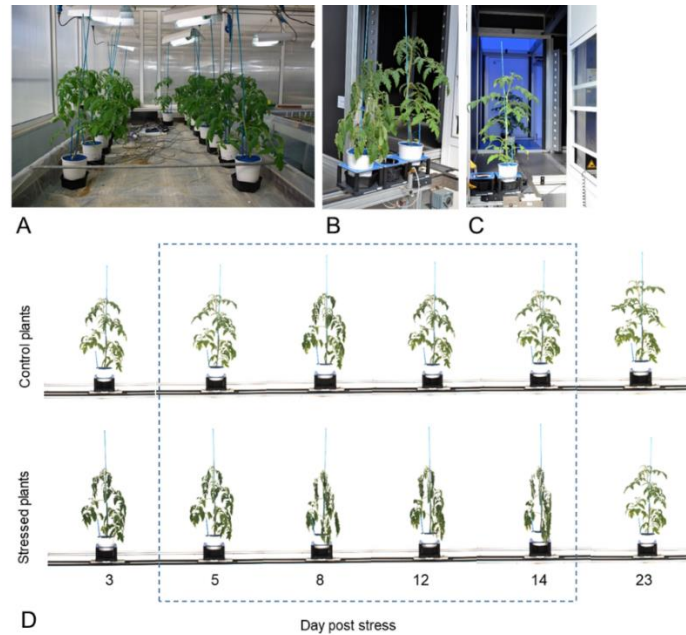 A
B
C
Control plants
Stressed plants
3 5 8 12 14 23
D
Day post stress